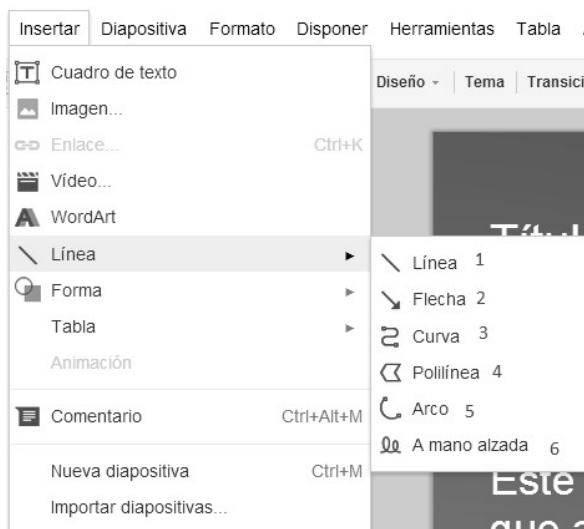 Insertar Diapositiva Formato Disponer Herramientas Tabla
Cuadro de texto
Diseño Tema Transici
Imagen...
Enlace... Ctrl+K
Vídeo...
WordArt
Títul
Línea
Línea 1
Forma
Flecha 2
Tabla
Curva 3
Animación
Polilínea 4
Comentario Ctrl+Alt+M
Arco 5
A mano alzada 6
Nueva diapositiva Ctrl+M
Este
Importar diapositivas...
que a